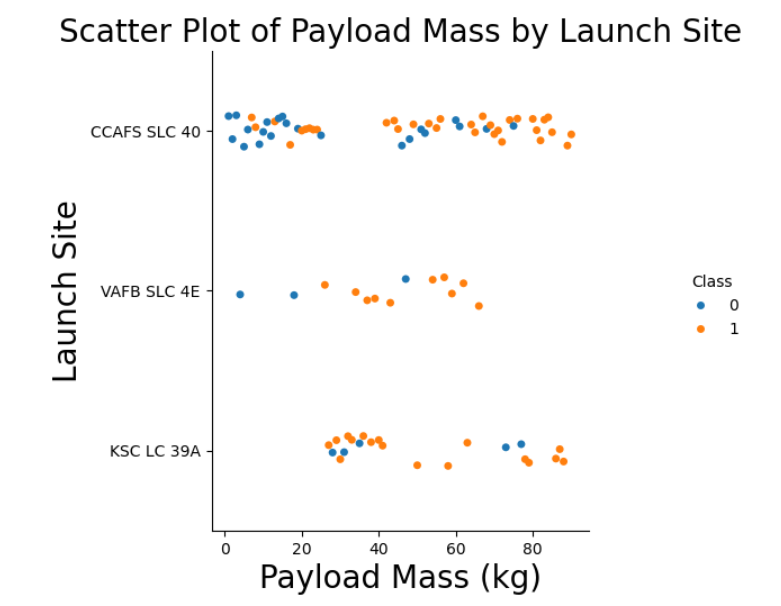 Scatter Plot of Payload Mass by Launch Site
Launch Site
CCAFS SLC 40
VAFB SLC 4E
KSC LC 39A
0 20 40 60 80
Payload Mass (kg)
Class
0
1